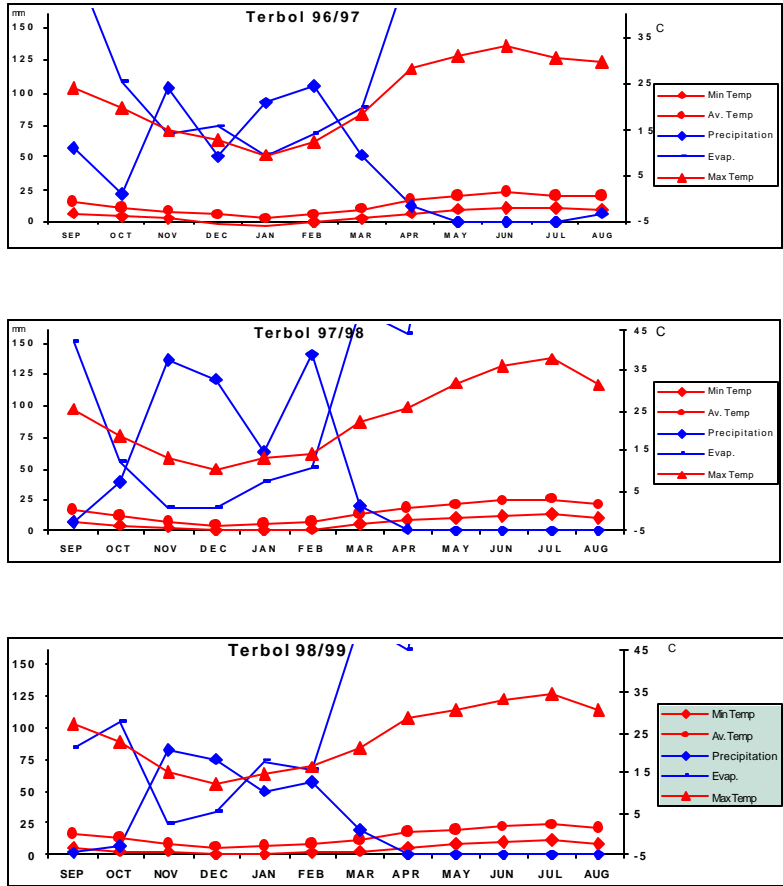 Terbol 96/97
mm
150
125
100
75
50
25
0
C
35
25
15
5
-5
SEP OCT NOV DEC JAN FEB MAR APR MAY JUN JUL AUG
Min Temp
Av. Temp
Precipitation
Evap.
Max Temp
Terbol 97/98
mm
150
125
100
75
50
25
0
45 C
35
25
15
5
-5
SEP OCT NOV DEC JAN FEB MAR APR MAY JUN JUL AUG
Min Temp
Av. Temp
Precipitation
Evap.
Max Temp
Terbol 98/99
150
125
100
75
50
25
0
45 C
35
25
15
5
-5
SEP OCT NOV DEC JAN FEB MAR APR MAY JUN JUL AUG
Min Temp
Av. Temp
Precipitation
Evap.
Max Temp